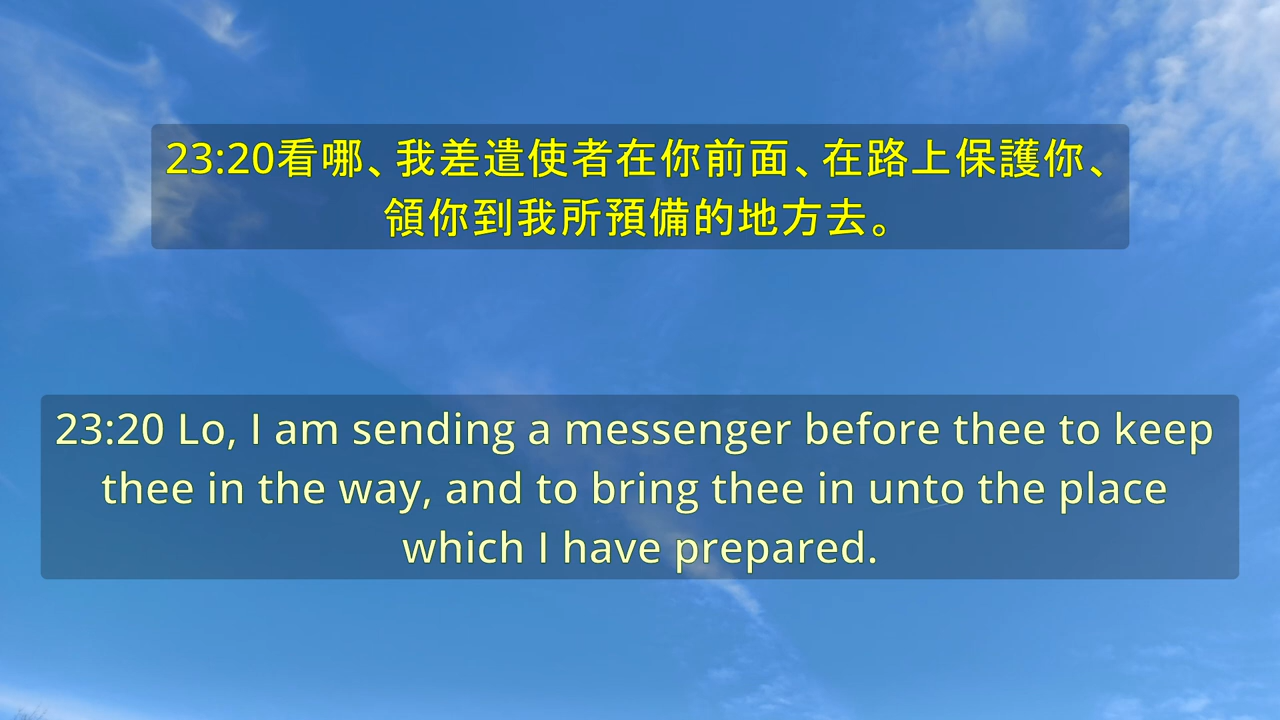 23:20看哪、我差遣使者在你前面、在路上保護你、
領你到我所預備的地方去。
23:20 Lo, I am sending a messenger before thee to keep
thee in the way, and to bring thee in unto the place
which I have prepared.